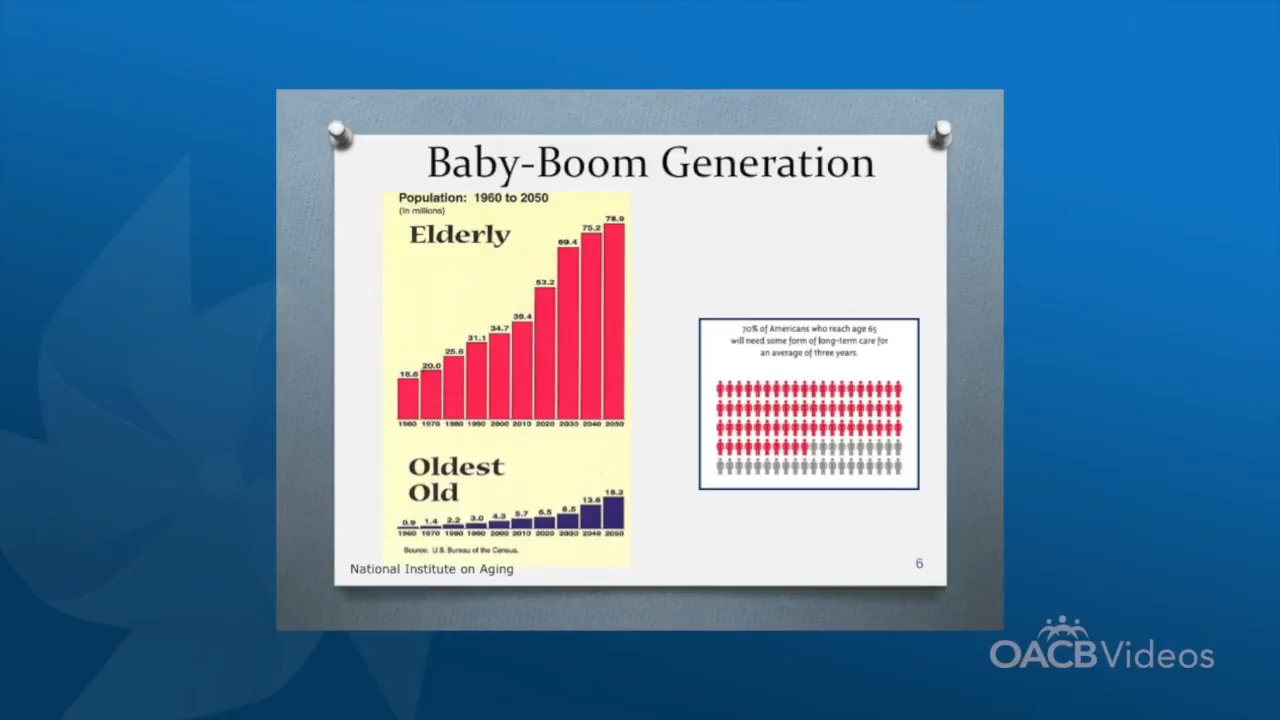 Baby-Boom Generation
Population: 1960 to 2050
(In millions)
Elderly
16.6 20.0 25.6 31.1 34.7 39.4 53.2 69.4 75.2 78.9
1960 1970 1980 1990 2000 2010 2020 2030 2040 2050
Oldest
Old
0.9 1.4 2.2 3.0 4.3 5.7 6.5 8.5 13.6 18.2
1960 1970 1980 1990 2000 2010 2020 2030 2040 2050
Source: U.S. Bureau of the Census.
National Institute on Aging
70% of Americans who reach age 65
will need some form of long-term care for
an average of three years.
6
OACB Videos